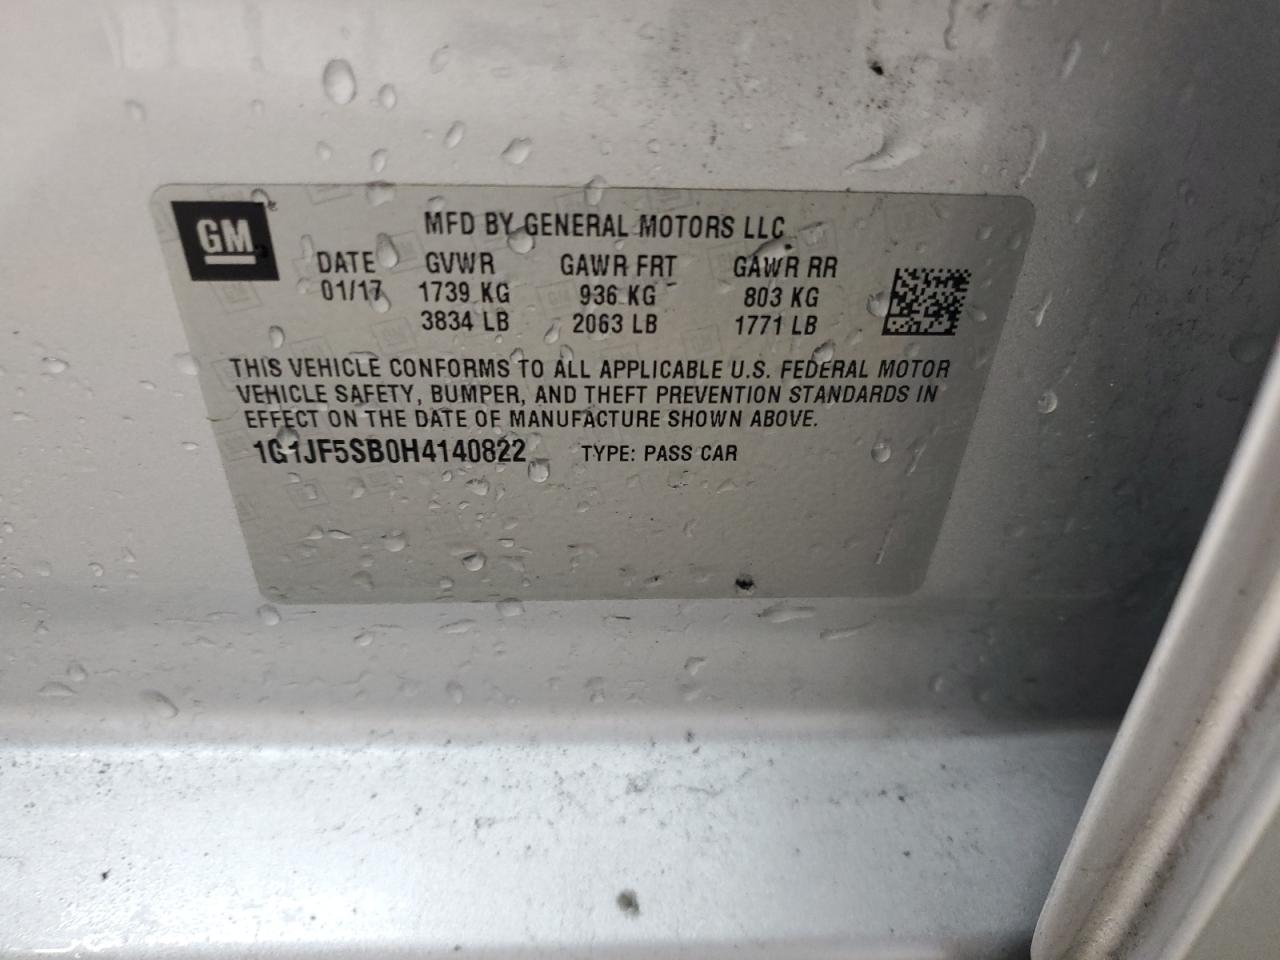 GM
MFD BY GENERAL MOTORS LLC
DATE GVWR GAWR FRT GAWR RR
01/17 1739 KG 936 KG 803 KG
3834 LB 2063 LB 1771 LB
THIS VEHICLE CONFORMS TO ALL APPLICABLE U.S. FEDERAL MOTOR
VEHICLE SAFETY, BUMPER, AND THEFT PREVENTION STANDARDS IN
EFFECT ON THE DATE OF MANUFACTURE SHOWN ABOVE.
1G1JF5SB0H4140822 TYPE: PASS CAR